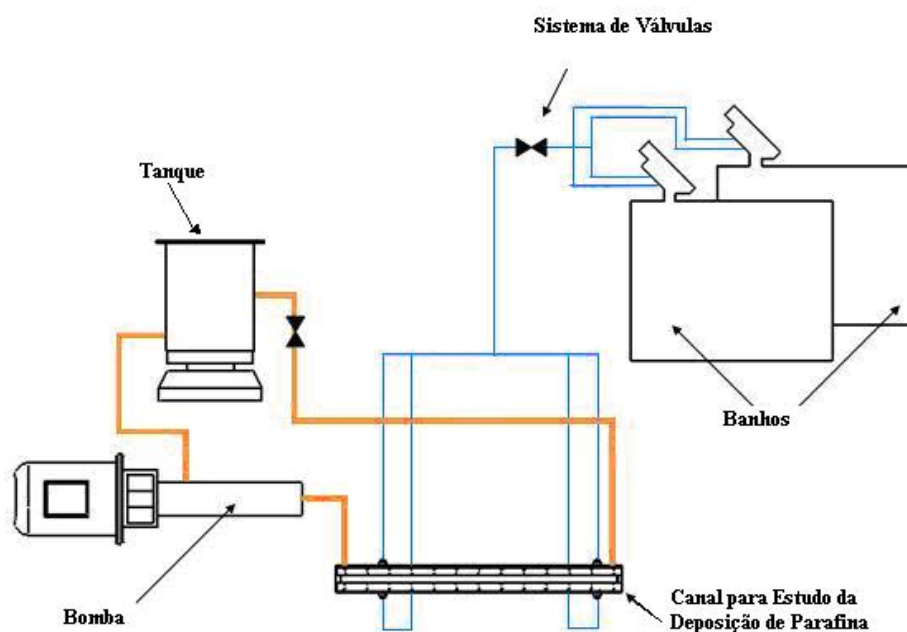 Sistema de Válvulas
Tanque
Banhos
Bomba
Canal para Estudo da
Deposição de Parafina